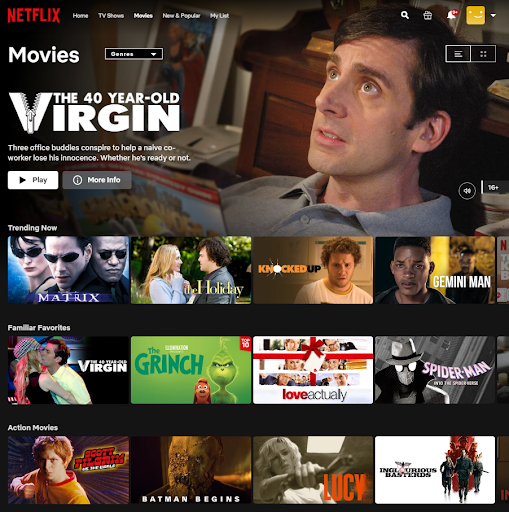 NETFLIX
Home TV Shows Movies New & Popular My List
Movies
Genres
THE 40 YEAR-OLD
VIRGIN
Three office buddies conspire to help a naive co-
worker lose his innocence. Whether he's ready or not.
Play
More Info
16+
Trending Now
MATRIX
the Holiday
KNOCKED UP
GEMINI MAN
Familiar Favorites
THE 40 YEAR-OLD
VIRGIN
ILLUMINATION
The
GRINCH
TOP
10
love actually
SPIDER-MAN
INTO THE SPIDER-VERSE
Action Movies
SCOTT
PILGRIM
VS. THE WORLD
BATMAN BEGINS
LUCY
INGLOURIOUS
BASTERDS